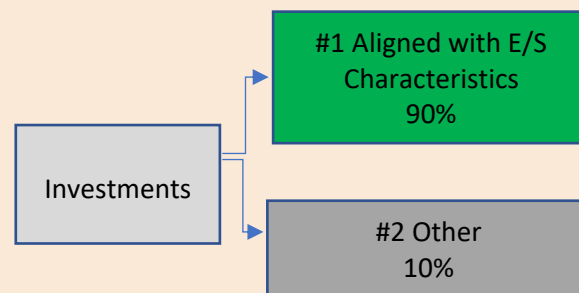 #1 Aligned with E/S
Characteristics
90%
Investments
#2 Other
10%